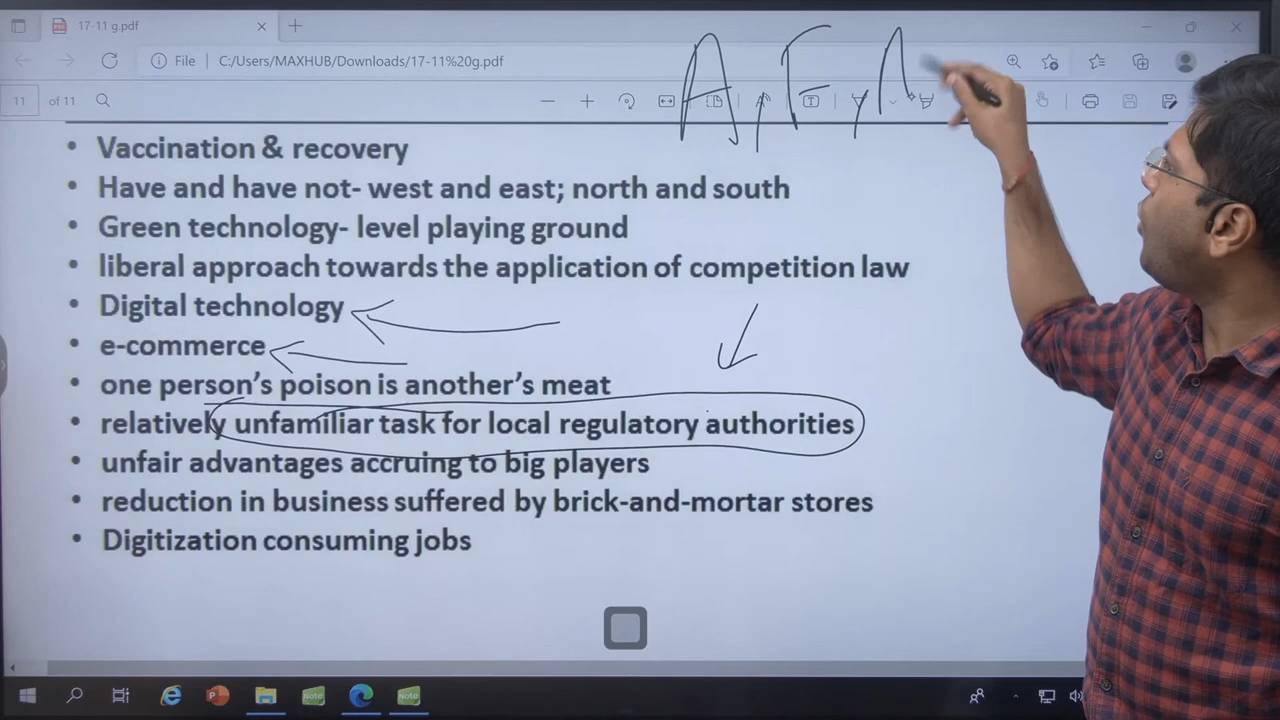 17-11 g.pdf
File C:/Users/MAXHUB/Downloads/17-11%20g.pdf
11 of 11
A, F,
• Vaccination & recovery
• Have and have not- west and east; north and south
• Green technology- level playing ground
• liberal approach towards the application of competition law
• Digital technology
• e-commerce
• one person's poison is another's meat
• relatively unfamiliar task for local regulatory authorities
• unfair advantages accruing to big players
• reduction in business suffered by brick-and-mortar stores
• Digitization consuming jobs
Note Note